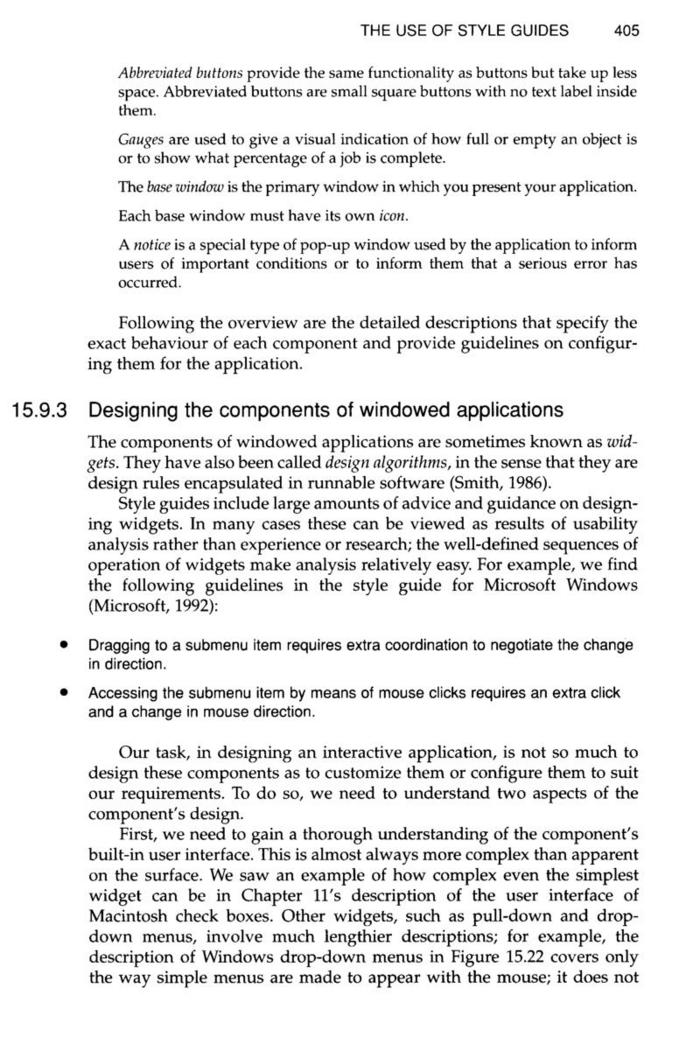 THE USE OF STYLE GUIDES 405
Abbreviated buttons provide the same functionality as buttons but take up less
space. Abbreviated buttons are small square buttons with no text label inside
them.
Gauges are used to give a visual indication of how full or empty an object is
or to show what percentage of a job is complete.
The base window is the primary window in which you present your application.
Each base window must have its own icon.
A notice is a special type of pop-up window used by the application to inform
users of important conditions or to inform them that a serious error has
occurred.
Following the overview are the detailed descriptions that specify the
exact behaviour of each component and provide guidelines on configur-
ing them for the application.
15.9.3 Designing the components of windowed applications
The components of windowed applications are sometimes known as wid-
gets. They have also been called design algorithms, in the sense that they are
design rules encapsulated in runnable software (Smith, 1986).
Style guides include large amounts of advice and guidance on design-
ing widgets. In many cases these can be viewed as results of usability
analysis rather than experience or research; the well-defined sequences of
operation of widgets make analysis relatively easy. For example, we find
the following guidelines in the style guide for Microsoft Windows
(Microsoft, 1992):
• Dragging to a submenu item requires extra coordination to negotiate the change
in direction.
• Accessing the submenu item by means of mouse clicks requires an extra click
and a change in mouse direction.
Our task, in designing an interactive application, is not so much to
design these components as to customize them or configure them to suit
our requirements. To do so, we need to understand two aspects of the
component's design.
First, we need to gain a thorough understanding of the component's
built-in user interface. This is almost always more complex than apparent
on the surface. We saw an example of how complex even the simplest
widget can be in Chapter 11's description of the user interface of
Macintosh check boxes. Other widgets, such as pull-down and drop-
down menus, involve much lengthier descriptions; for example, the
description of Windows drop-down menus in Figure 15.22 covers only
the way simple menus are made to appear with the mouse; it does not